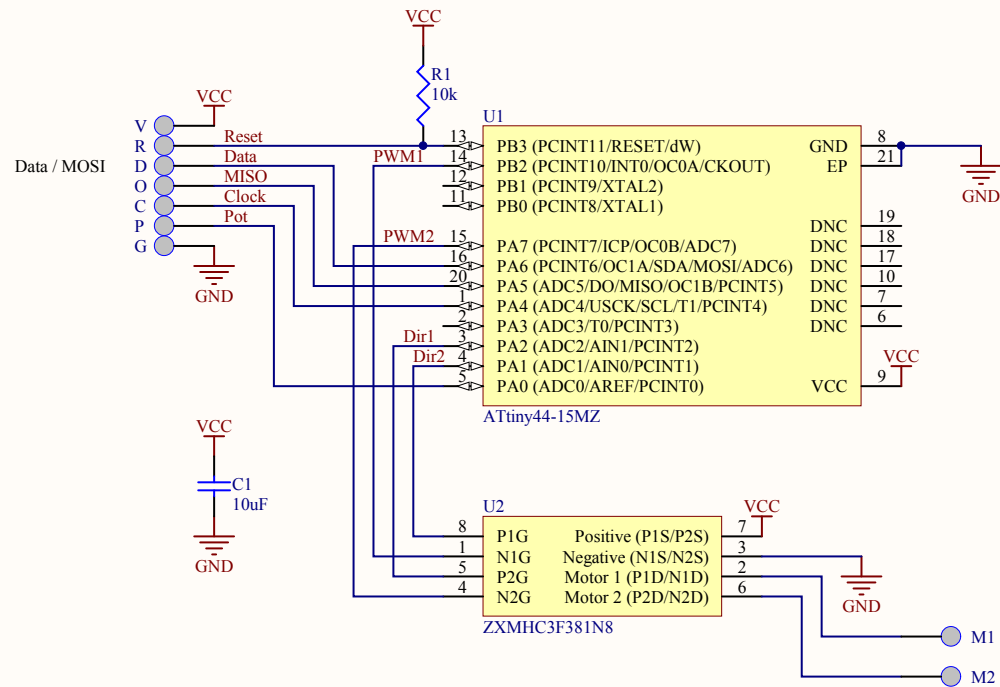 VCC
R1
10k
VCC
V
R Reset
Data / MOSI D Data
O MISO
C Clock
P Pot
G
GND
PWM1
PWM2
Dir1
Dir2
U1
13 PB3 (PCINT11/RESET/dW)
14 PB2 (PCINT10/INT0/OC0A/CKOUT)
12 PB1 (PCINT9/XTAL2)
11 PB0 (PCINT8/XTAL1)
15 PA7 (PCINT7/ICP/OC0B/ADC7)
16 PA6 (PCINT6/OC1A/SDA/MOSI/ADC6)
20 PA5 (ADC5/DO/MISO/OC1B/PCINT5)
1 PA4 (ADC4/USCK/SCL/T1/PCINT4)
2 PA3 (ADC3/T0/PCINT3)
3 PA2 (ADC2/AIN1/PCINT2)
4 PA1 (ADC1/AIN0/PCINT1)
5 PA0 (ADC0/AREF/PCINT0)
GND 8
EP 21
GND
DNC 19
DNC 18
DNC 17
DNC 10
DNC 7
DNC 6
VCC
VCC 9
ATtiny44-15MZ
VCC
C1
10uF
GND
U2
8 P1G
1 N1G
5 P2G
4 N2G
VCC
Positive (P1S/P2S) 7
Negative (N1S/N2S) 3
Motor 1 (P1D/N1D) 2
Motor 2 (P2D/N2D) 6
GND
ZXMHC3F381N8
M1
M2